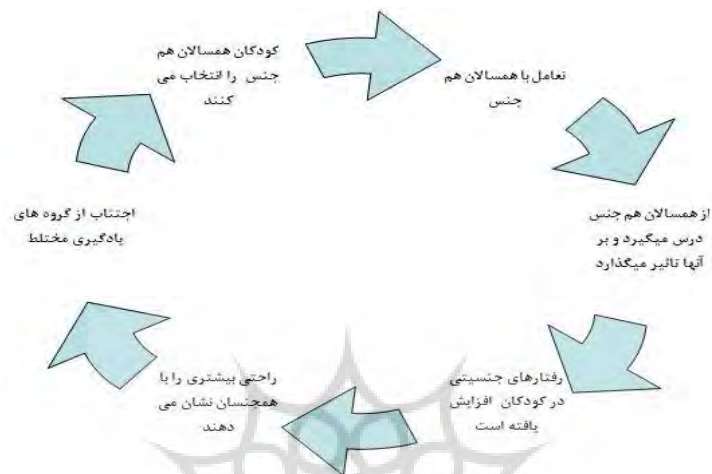 کودکان همسالان هم
جنس را انتخاب می
کنند
تعامل با همسالان هم
جنس
از همسالان هم جنس
درس میگیرد و بر
آنها تاثیر میگذارد
رفتارهای جنسیتی
در کودکان افزایش
یافته است
راحتی بیشتری را با
همجنسان نشان می
دهند
اجتناب از گروه های
یادگیری مختلط